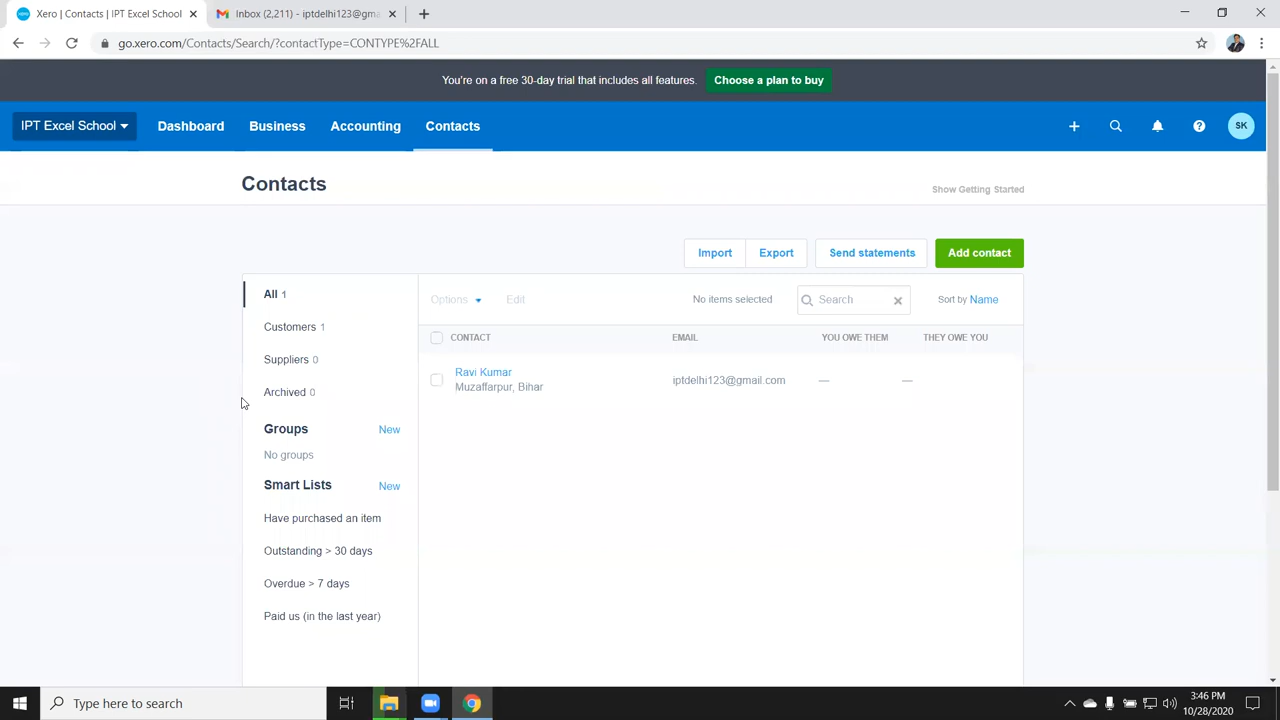 Xero | Contacts | IPT Excel School
Inbox (2,211) - iptdelhi123@gma
go.xero.com/Contacts/Search/?contactType=CONTYPE%2FALL
You're on a free 30-day trial that includes all features.
Choose a plan to buy
IPT Excel School
Dashboard
Business
Accounting
Contacts
SK
Contacts
Show Getting Started
Import
Export
Send statements
Add contact
All 1
Options
Edit
No items selected
Search
Sort by Name
Customers 1
CONTACT
EMAIL
YOU OWE THEM
THEY OWE YOU
Suppliers 0
Ravi Kumar
Muzaffarpur, Bihar
iptdelhi123@gmail.com
—
—
Archived 0
Groups
New
No groups
Smart Lists
New
Have purchased an item
Outstanding > 30 days
Overdue > 7 days
Paid us (in the last year)
Type here to search
3:46 PM
10/28/2020